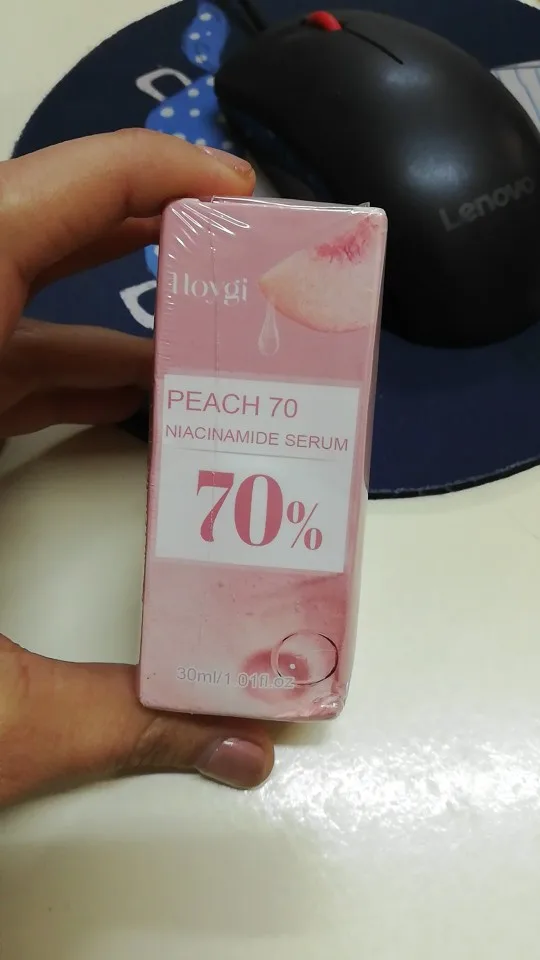 Lenovo
Hoygi
PEACH 70
NIACINAMIDE SERUM
70%
30ml/1.01fl.oz